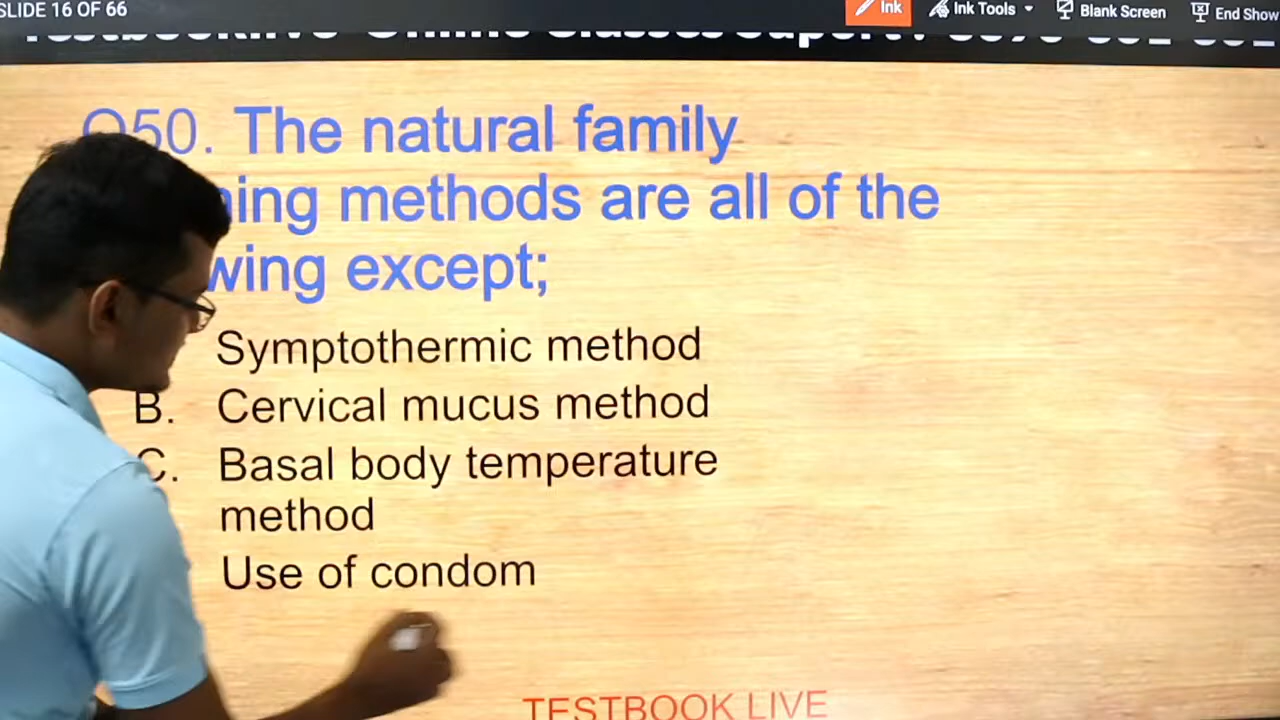 SLIDE 16 OF 66
Ink
Ink Tools
Blank Screen
End Show
Q50. The natural family
ning methods are all of the
wing except;
Symptothermic method
B. Cervical mucus method
C. Basal body temperature
method
Use of condom
TESTBOOK LIVE